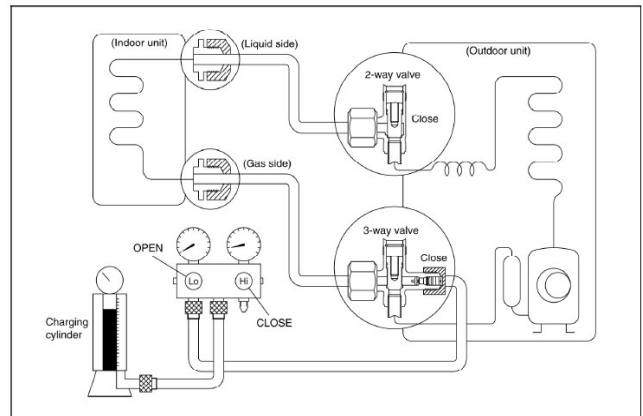 (Indoor unit)
(Liquid side)
(Outdoor unit)
2-way valve
Close
(Gas side)
3-way valve
Close
OPEN
Lo
Hi
CLOSE
Charging
cylinder